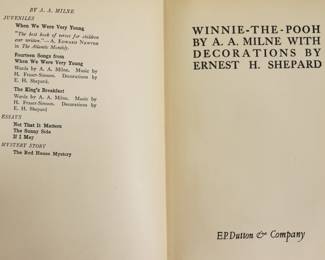 BY A. A. MILNE
JUVENILES
When We Were Very Young
"The best book of verses for children
ever written."—A. EDWARD NEWTON
in The Atlantic Monthly.
Fourteen Songs from
When We Were Very Young
Words by A. A. Milne. Music by
H. Fraser-Simson. Decorations by
E. H. Shepard.
The King's Breakfast
Words by A. A. Milne. Music by
H. Fraser-Simson. Decorations by
E. H. Shepard
ESSAYS
Not That It Matters
The Sunny Side
If I May
MYSTERY STORY
The Red House Mystery
WINNIE-THE-POOH
BY A. A. MILNE WITH
DECORATIONS BY
ERNEST H. SHEPARD
E.P. Dutton & Company